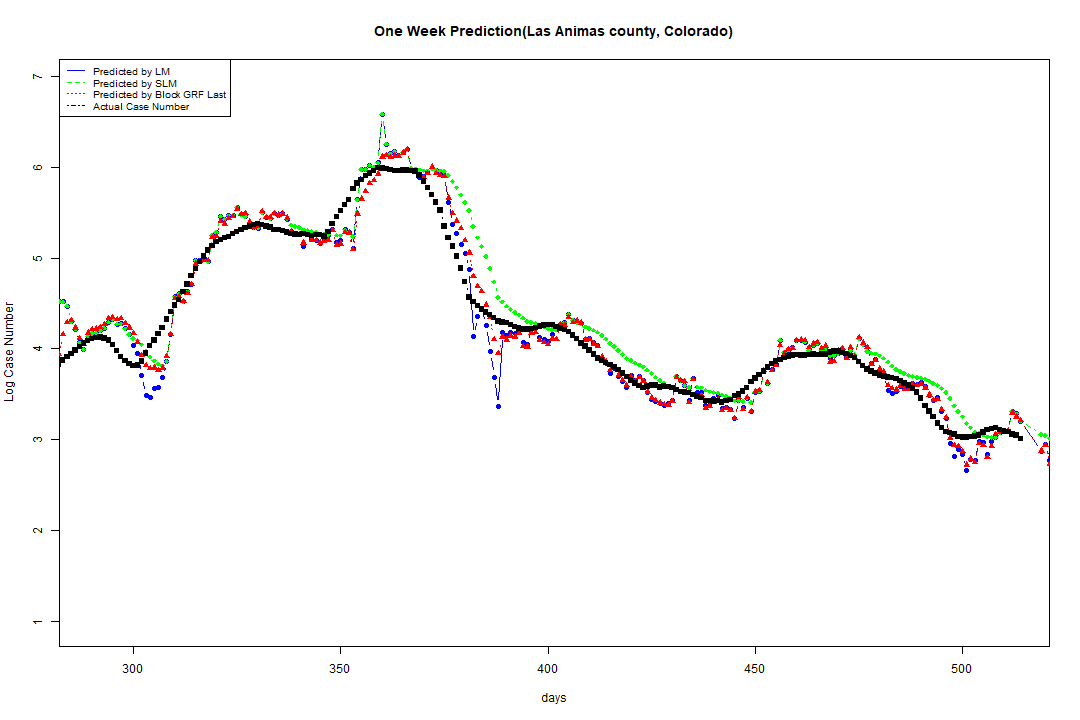 One Week Prediction(Las Animas county, Colorado)
Predicted by LM
Predicted by SLM
Predicted by Block GRF Last
Actual Case Number
7
6
5
4
3
2
1
Log Case Number
300 350 400 450 500
days